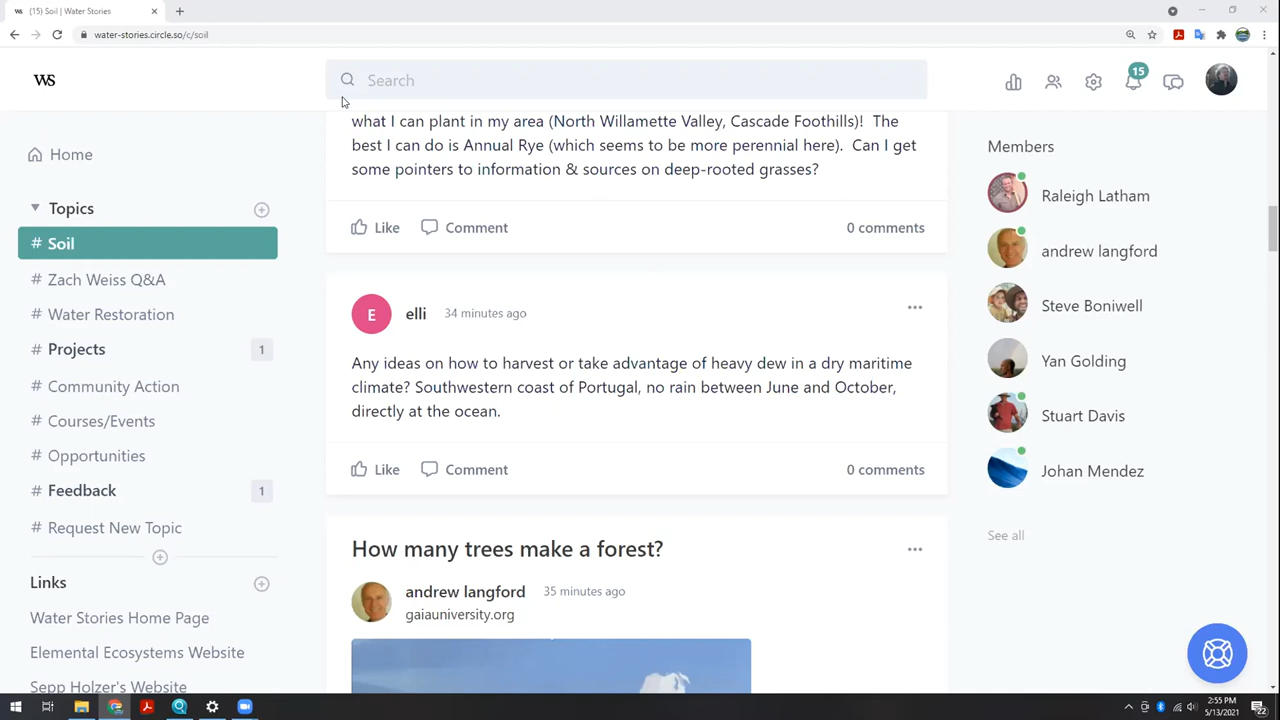 (15) Soil | Water Stories
water-stories.circle.so/c/soil
WS
Search
15
Home
Topics
# Soil
# Zach Weiss Q&A
# Water Restoration
# Projects 1
# Community Action
# Courses/Events
# Opportunities
# Feedback 1
# Request New Topic
Links
Water Stories Home Page
Elemental Ecosystems Website
Sepp Holzer's Website
what I can plant in my area (North Willamette Valley, Cascade Foothills)! The
best I can do is Annual Rye (which seems to be more perennial here). Can I get
some pointers to information & sources on deep-rooted grasses?
Like Comment 0 comments
E elli 34 minutes ago
Any ideas on how to harvest or take advantage of heavy dew in a dry maritime
climate? Southwestern coast of Portugal, no rain between June and October,
directly at the ocean.
Like Comment 0 comments
How many trees make a forest?
andrew langford 35 minutes ago
gaiauniversity.org
Members
Raleigh Latham
andrew langford
Steve Boniwell
Yan Golding
Stuart Davis
Johan Mendez
See all
2:55 PM
5/13/2021
22